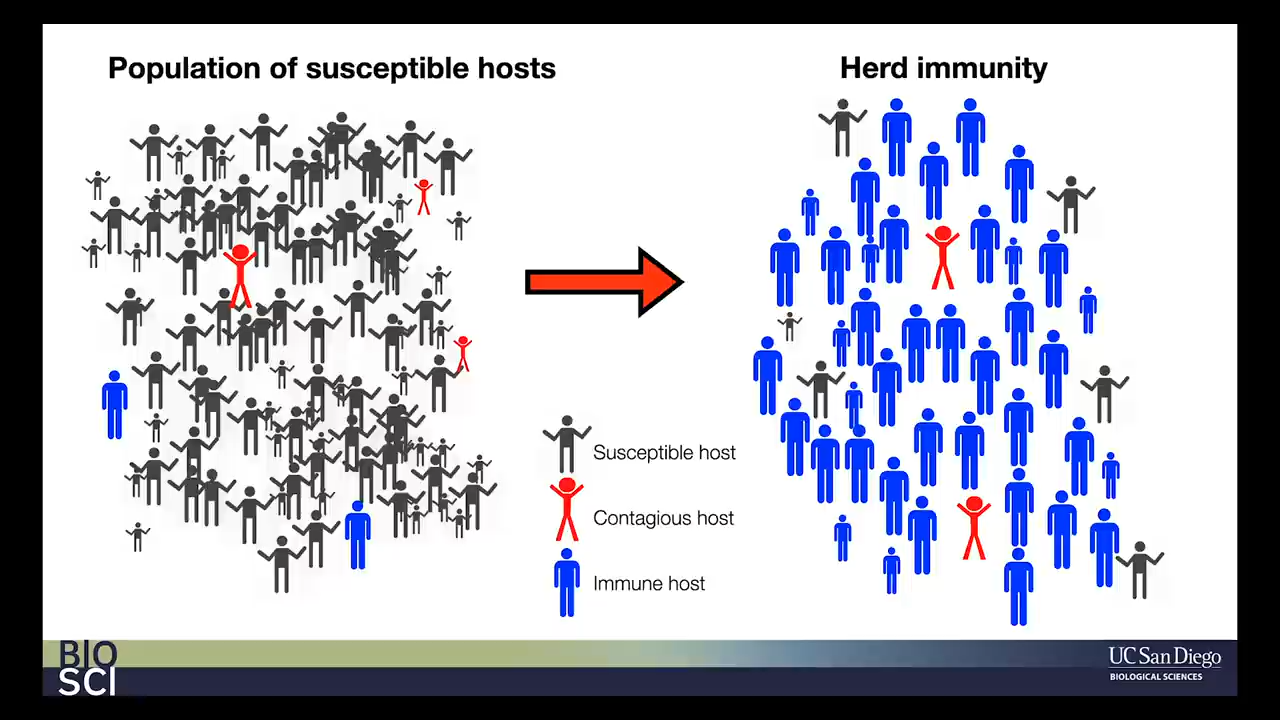 Population of susceptible hosts
Herd immunity
Susceptible host
Contagious host
Immune host
BIO
SCI
UC San Diego
BIOLOGICAL SCIENCES